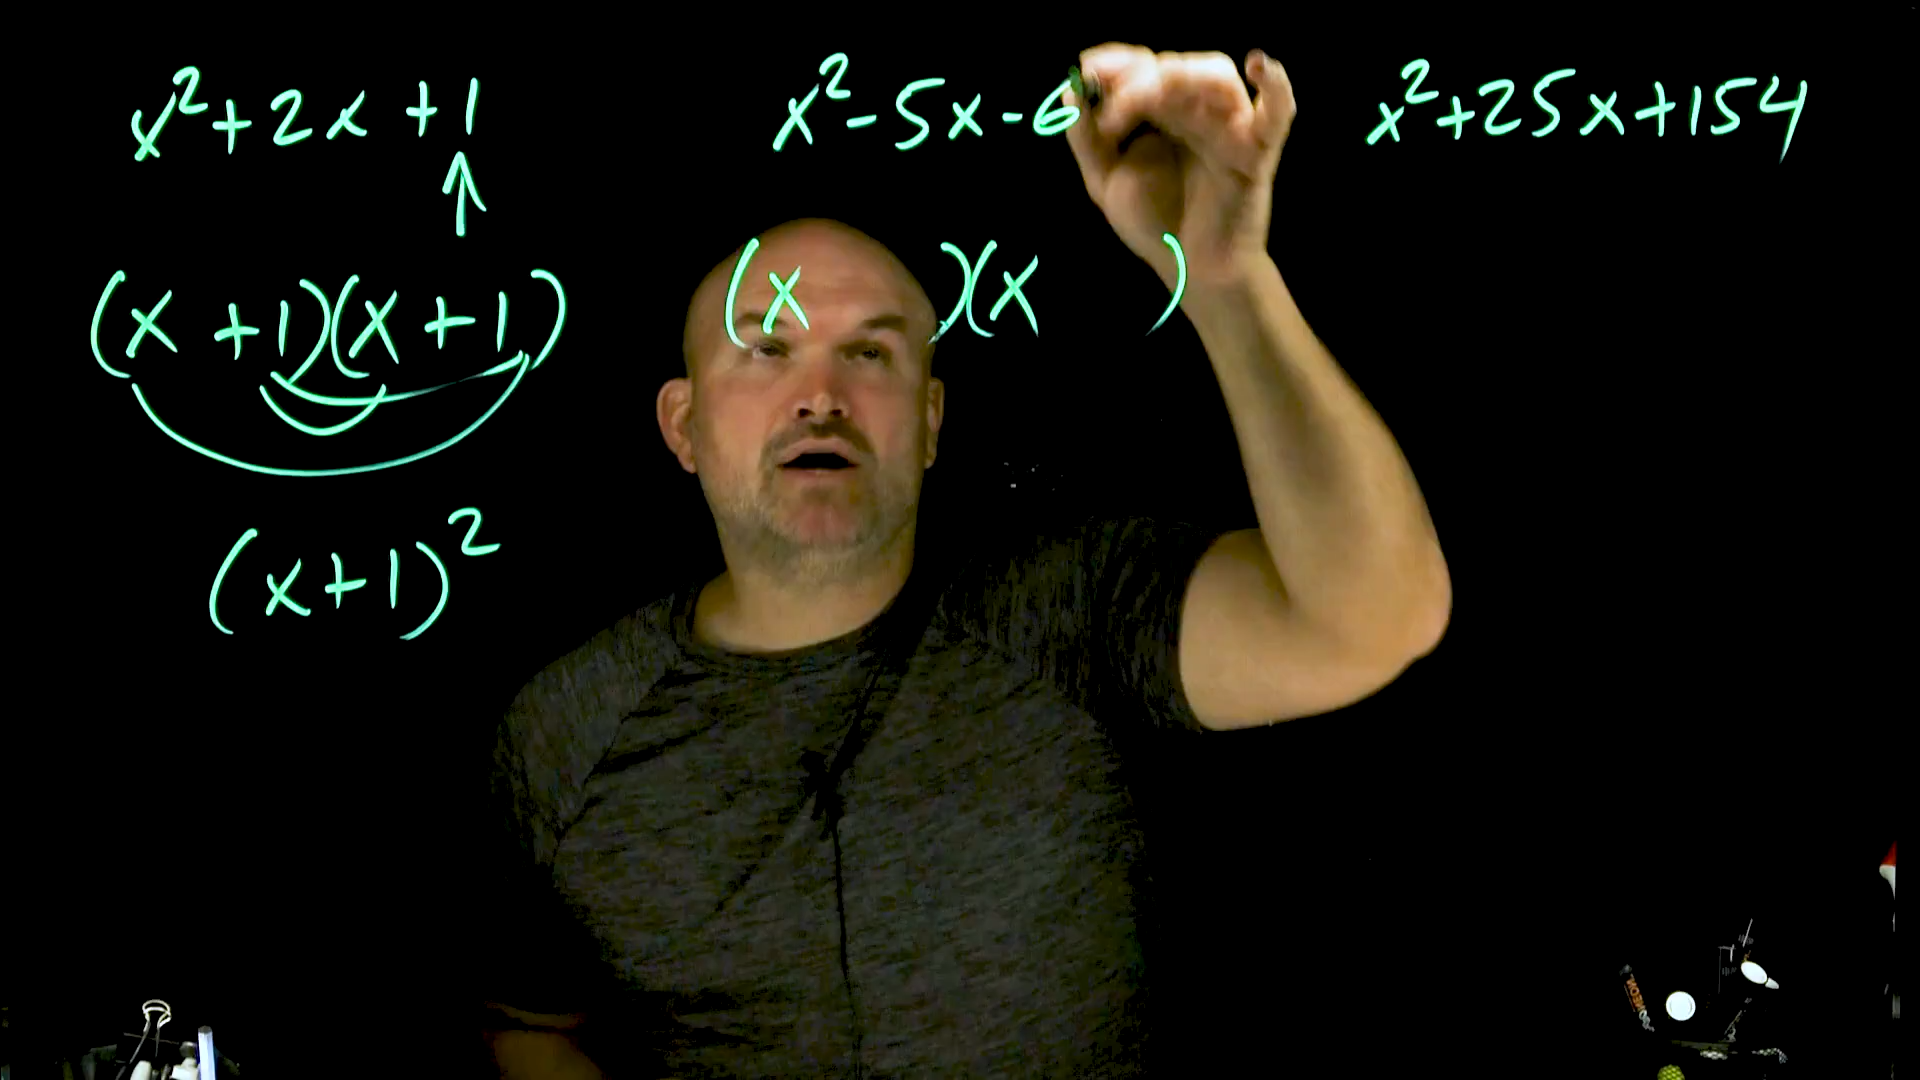 x²+2x+1
(x+1)(x+1)
(x+1)²
x²-5x-6
(x )(x )
x²+25x+154